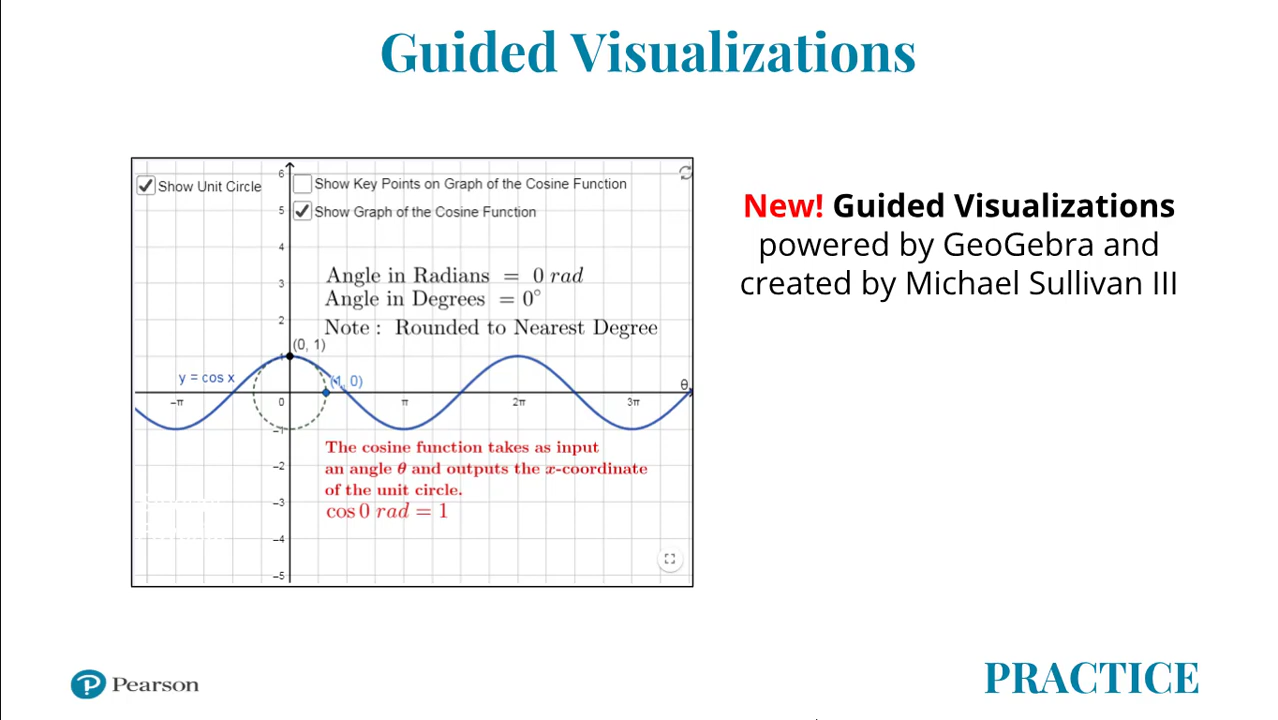 Guided Visualizations
Show Unit Circle
Show Key Points on Graph of the Cosine Function
Show Graph of the Cosine Function
6
5
4
3
2
1
0
−1
−2
−3
−4
−5
Angle in Radians = 0 rad
Angle in Degrees = 0°
Note : Rounded to Nearest Degree
(0, 1)
y = cos x
(1, 0)
θ
−π
π
2π
3π
The cosine function takes as input
an angle θ and outputs the x-coordinate
of the unit circle.
cos 0 rad = 1
New! Guided Visualizations
powered by GeoGebra and
created by Michael Sullivan III
Pearson
PRACTICE